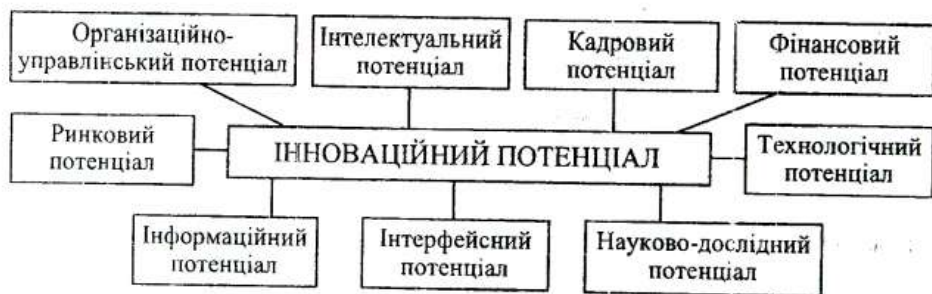 Організаційно-
управлінський потенціал
Інтелектуальний
потенціал
Кадровий
потенціал
Фінансовий
потенціал
Ринковий
потенціал
ІННОВАЦІЙНИЙ ПОТЕНЦІАЛ
Технологічний
потенціал
Інформаційний
потенціал
Інтерфейсний
потенціал
Науково-дослідний
потенціал